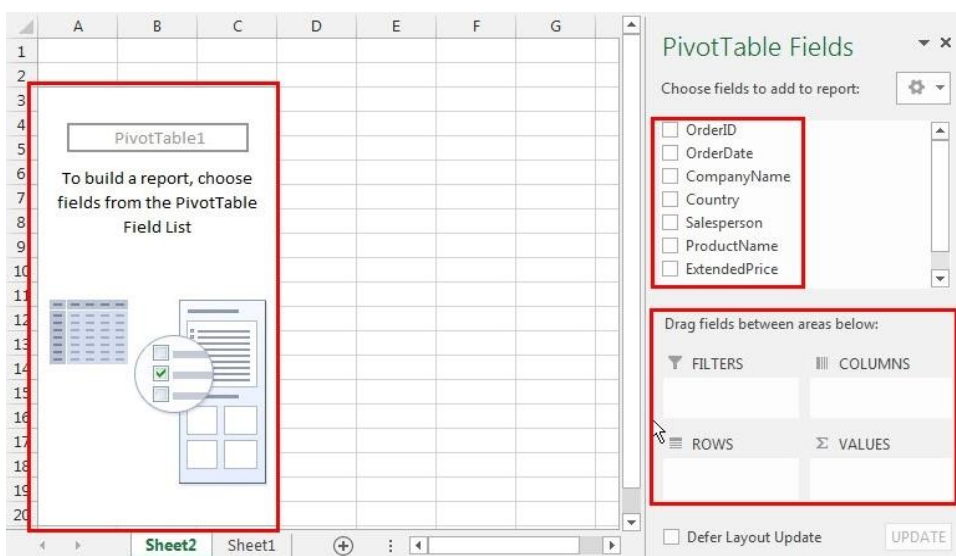 A B C D E F G
1
2
3
4
5
6
7
8
9
10
11
12
13
14
15
16
17
18
19
20
PivotTable1
To build a report, choose
fields from the PivotTable
Field List
Sheet2 Sheet1
PivotTable Fields
Choose fields to add to report:
OrderID
OrderDate
CompanyName
Country
Salesperson
ProductName
ExtendedPrice
Drag fields between areas below:
FILTERS COLUMNS
ROWS Σ VALUES
Defer Layout Update UPDATE